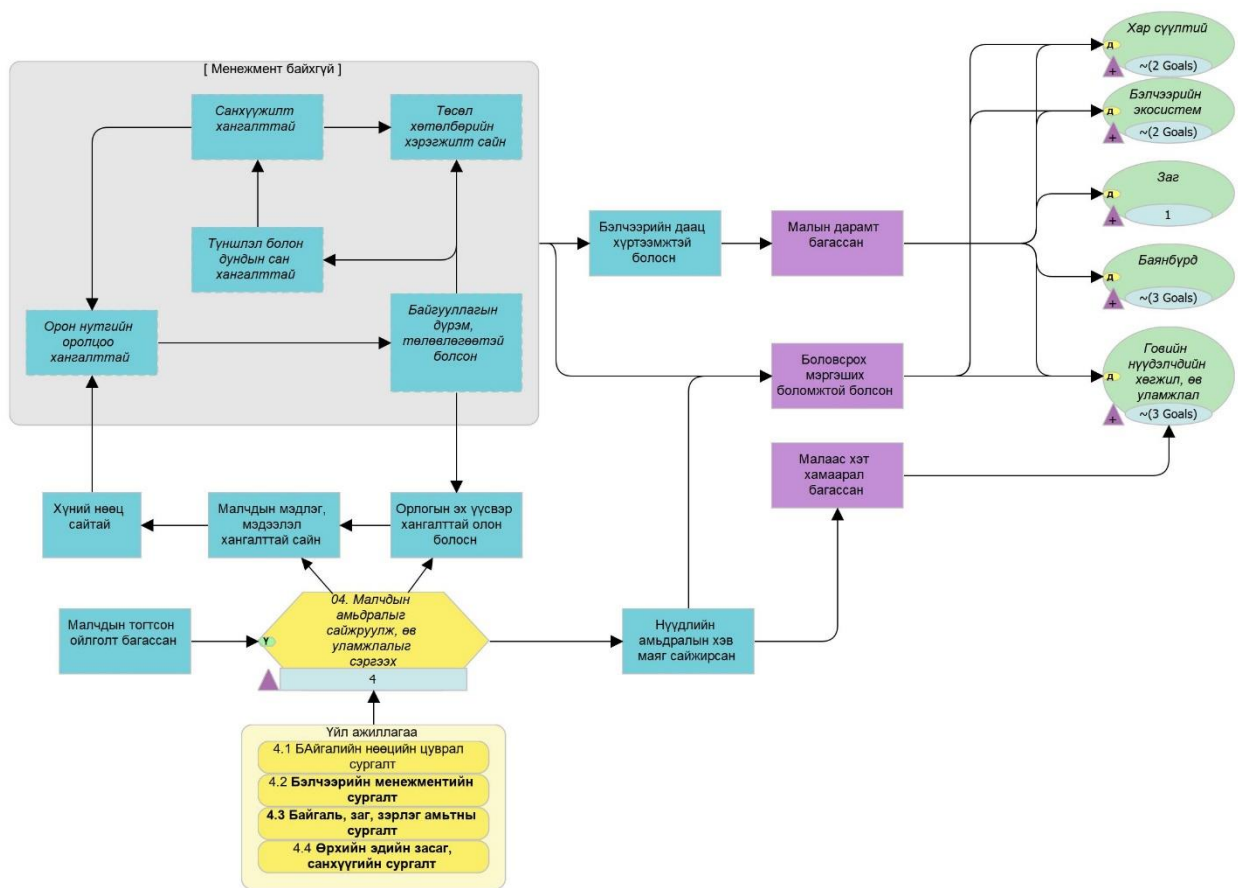 [ Менежмент байхгүй ]
Санхүүжилт
хангалттай
Төсөл
хөтөлбөрийн
хэрэгжилт сайн
Түншлэл болон
дундын сан
хангалттай
Орон нутгийн
оролцоо
хангалттай
Байгууллагын
дүрэм,
төлөвлөгөөтэй
болсон
Бэлчээрийн даац
хүртээмжтэй
болосн
Малын дарамт
багассан
Боловсрох
мэргэших
боломжтой болсон
Малаас хэт
хамаарал
багассан
Хар сүүлтий
д
+
~(2 Goals)
Бэлчээрийн
экосистем
д
+
~(2 Goals)
Заг
д
+
1
Баянбүрд
д
+
~(3 Goals)
Говийн
нүүдэлчдийн
хөгжил, өв
уламжлал
д
+
~(3 Goals)
Хүний нөөц
сайтай
Малчдын мэдлэг,
мэдээлэл
хангалттай сайн
Орлогын эх үүсвэр
хангалттай олон
болосн
Малчдын тогтсон
ойлголт багассан
04. Малчдын
амьдралыг
сайжруулж, өв
уламжлалыг
сэргээх
Ү
4
Нүүдлийн
амьдралын хэв
маяг сайжирсан
Үйл ажиллагаа
4.1 БАйгалийн нөөцийн цуврал
сургалт
4.2 Бэлчээрийн менежментийн
сургалт
4.3 Байгаль, заг, зэрлэг амьтны
сургалт
4.4 Өрхийн эдийн засаг,
санхүүгийн сургалт